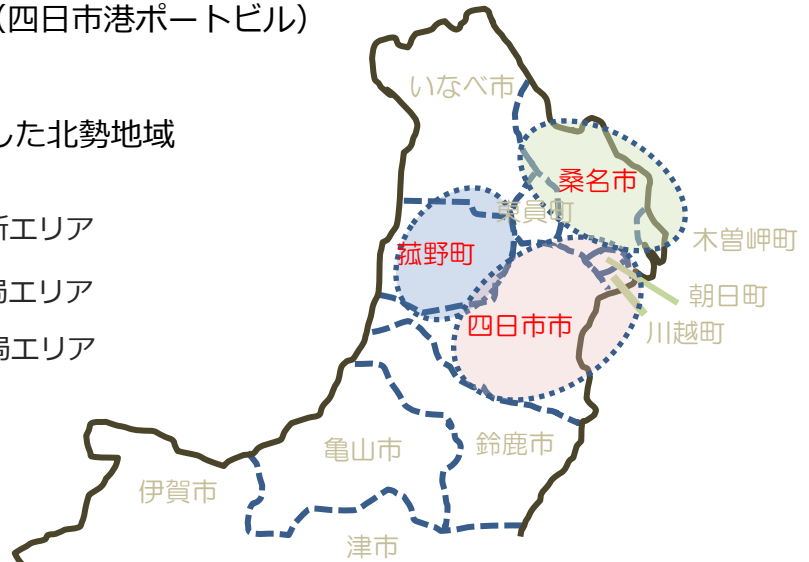 （四日市港ポートビル）
いなべ市
した北勢地域
桑名市
東員町
所エリア
菰野町
木曽岬町
局エリア
朝日町
四日市市
川越町
局エリア
亀山市
鈴鹿市
伊賀市
津市